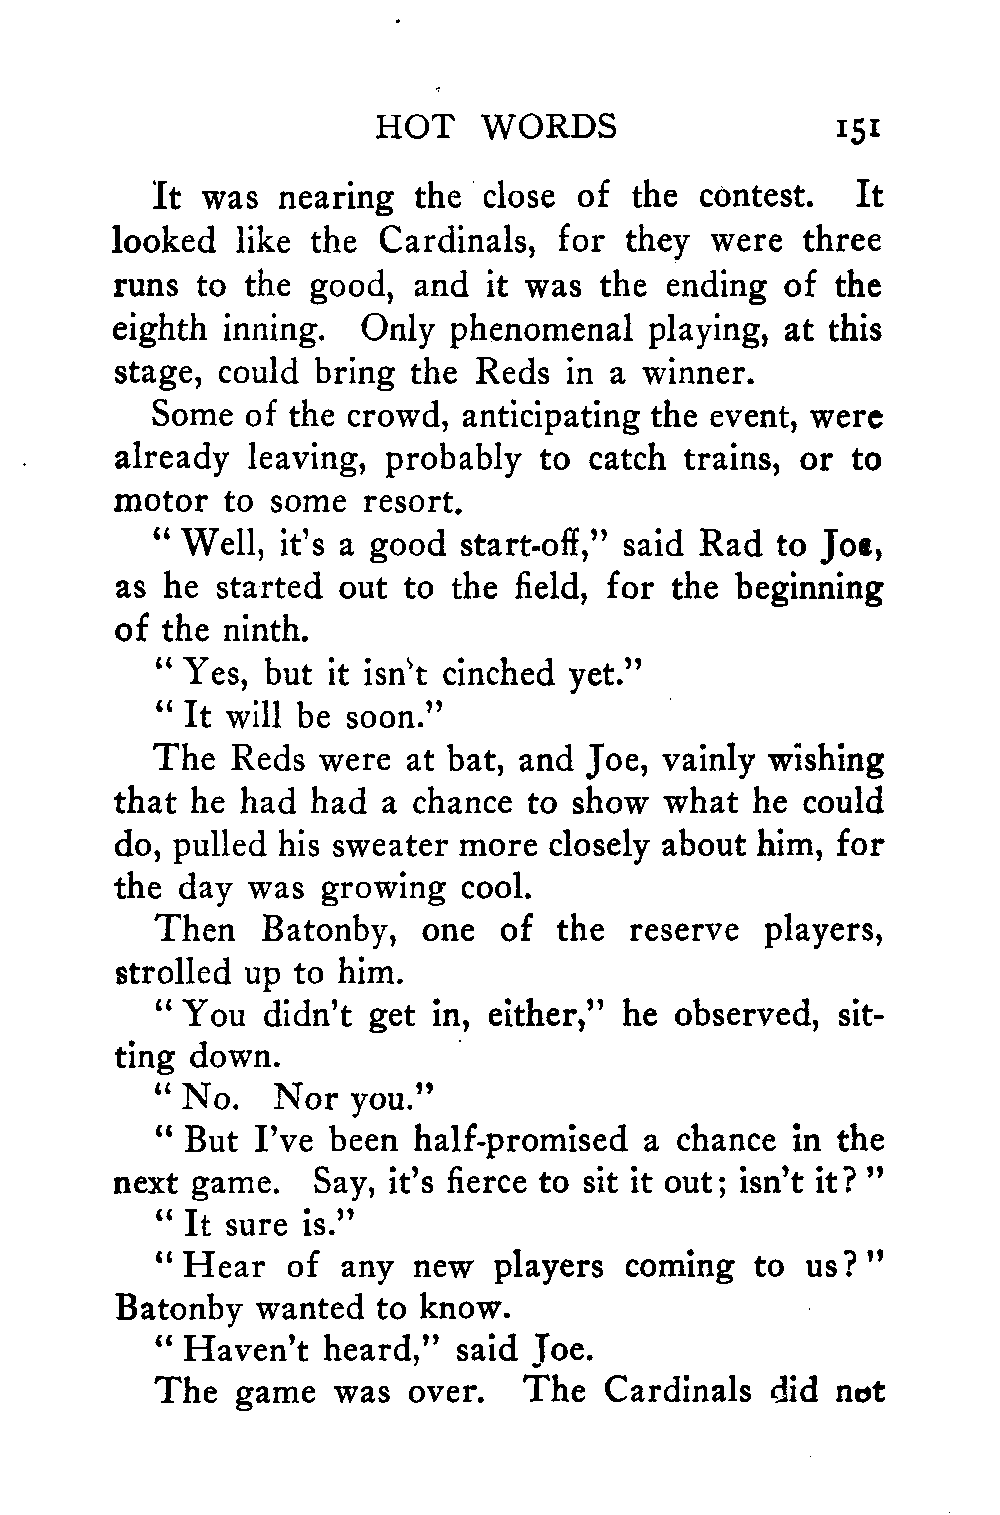 HOT WORDS 151
It was nearing the close of the contest. It
looked like the Cardinals, for they were three
runs to the good, and it was the ending of the
eighth inning. Only phenomenal playing, at this
stage, could bring the Reds in a winner.
Some of the crowd, anticipating the event, were
already leaving, probably to catch trains, or to
motor to some resort.
“ Well, it’s a good start-off,” said Rad to Joe,
as he started out to the field, for the beginning
of the ninth.
“ Yes, but it isn’t cinched yet.”
“ It will be soon.”
The Reds were at bat, and Joe, vainly wishing
that he had had a chance to show what he could
do, pulled his sweater more closely about him, for
the day was growing cool.
Then Batonby, one of the reserve players,
strolled up to him.
“ You didn’t get in, either,” he observed, sit-
ting down.
“ No. Nor you.”
“ But I’ve been half-promised a chance in the
next game. Say, it’s fierce to sit it out; isn’t it? ”
“ It sure is.”
“ Hear of any new players coming to us? ”
Batonby wanted to know.
“ Haven’t heard,” said Joe.
The game was over. The Cardinals did not